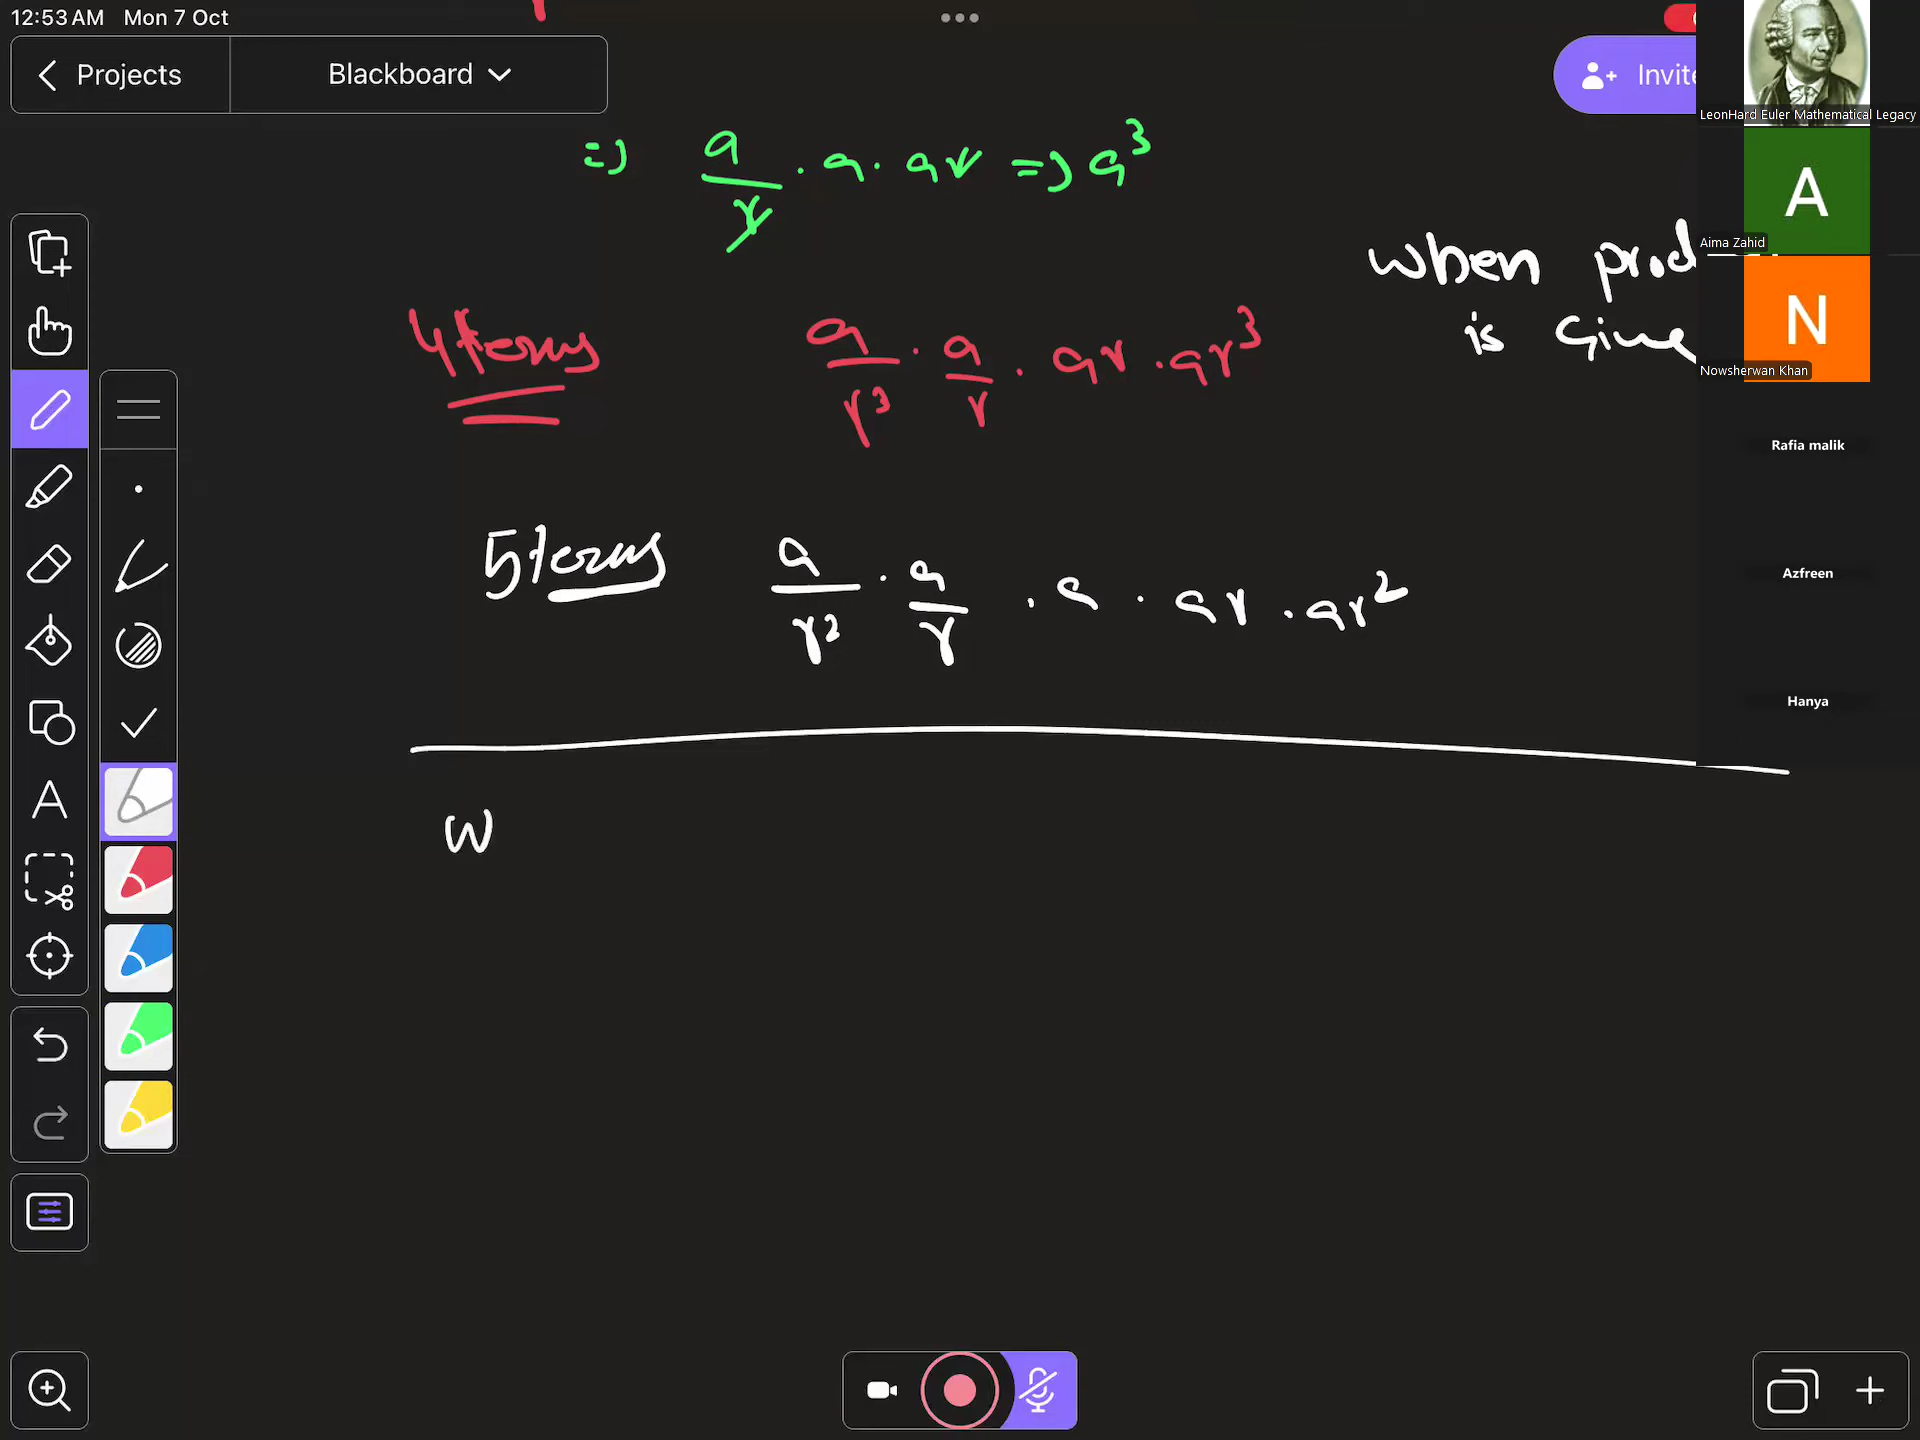 12:53 AM Mon 7 Oct
Projects
Blackboard
Invite
LeonHard Euler Mathematical Legacy
=> a/r . a . ar => a³
A
Aima Zahid
when prod
is Give
N
Nowsherwan Khan
4terms a/r³ . a/r . ar . ar³
Rafia malik
5terms a/r² . a/r . a . ar . ar²
Azfreen
Hanya
W
A